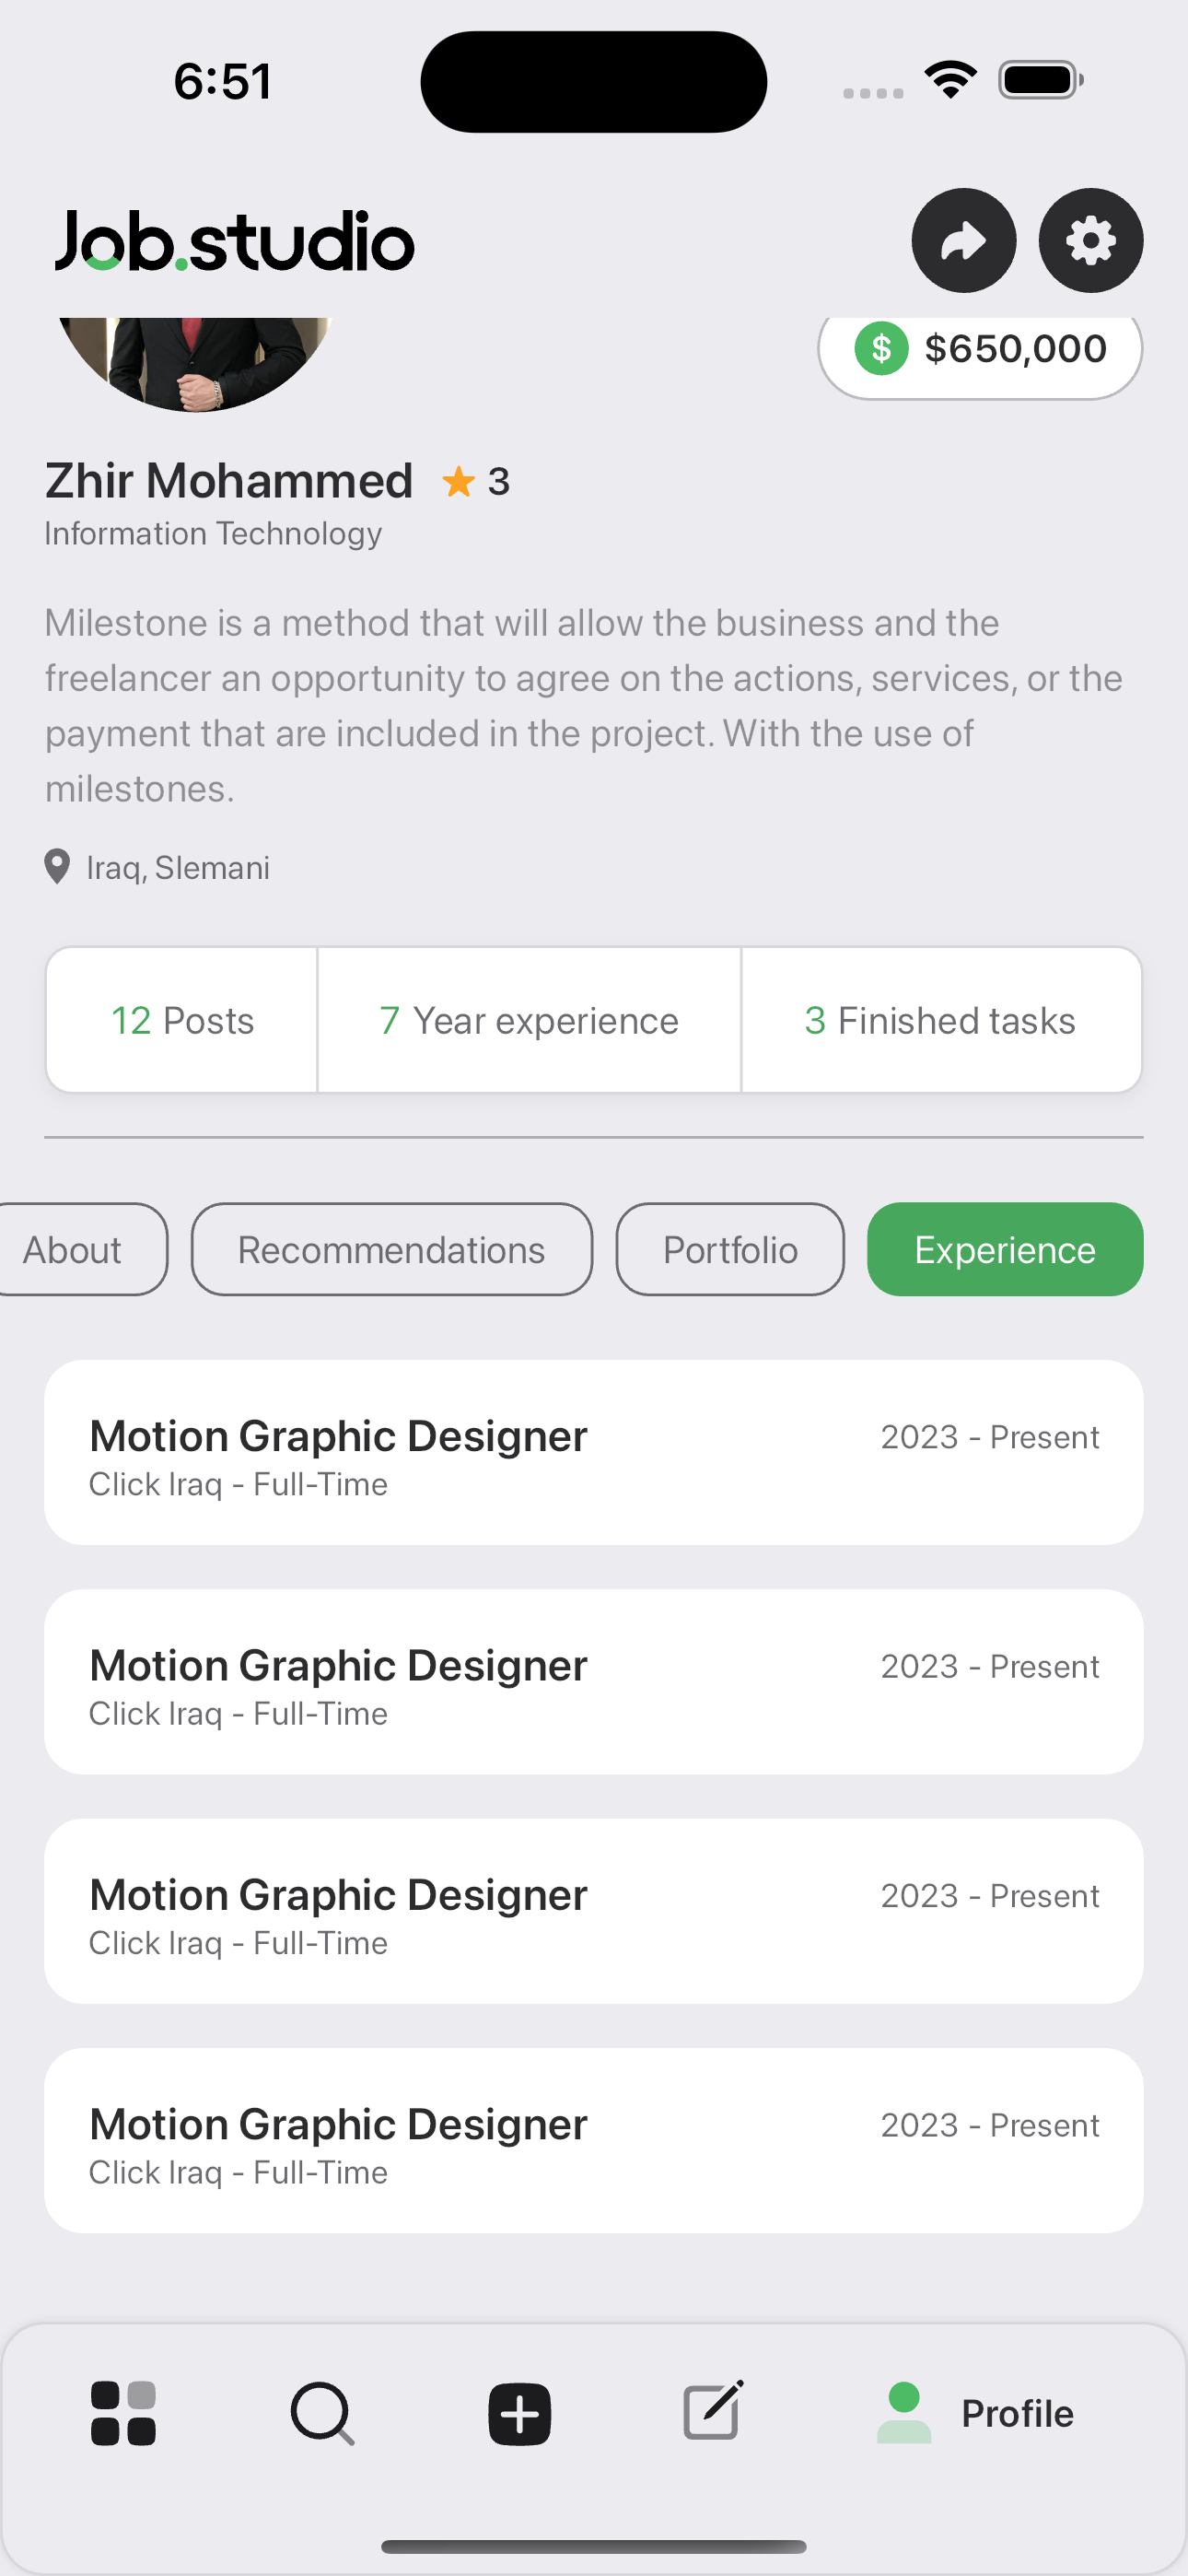 6:51
Job.studio
$ $650,000
Zhir Mohammed 3
Information Technology
Milestone is a method that will allow the business and the
freelancer an opportunity to agree on the actions, services, or the
payment that are included in the project. With the use of
milestones.
Iraq, Slemani
12 Posts 7 Year experience 3 Finished tasks
About Recommendations Portfolio Experience
Motion Graphic Designer 2023 - Present
Click Iraq - Full-Time
Motion Graphic Designer 2023 - Present
Click Iraq - Full-Time
Motion Graphic Designer 2023 - Present
Click Iraq - Full-Time
Motion Graphic Designer 2023 - Present
Click Iraq - Full-Time
Profile